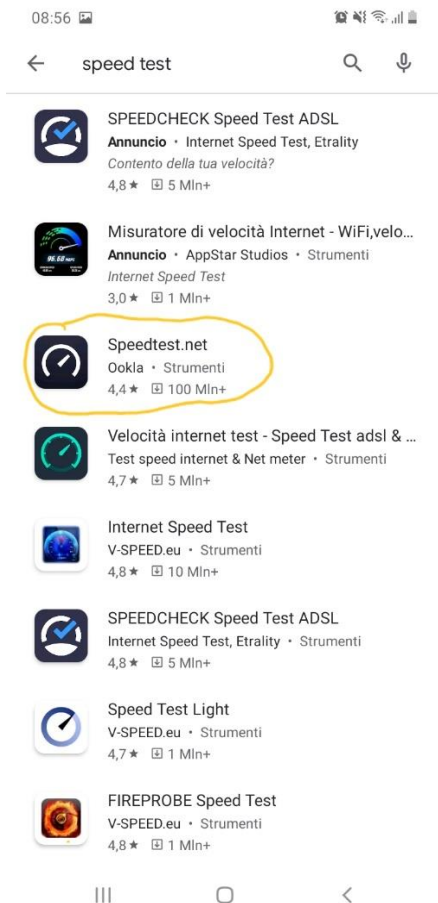 08:56
speed test
SPEEDCHECK Speed Test ADSL
Annuncio • Internet Speed Test, Etrality
Contento della tua velocità?
4,8★ 5 Mln+
Misuratore di velocità Internet - WiFi,velo...
Annuncio • AppStar Studios • Strumenti
Internet Speed Test
3,0★ 1 Mln+
Speedtest.net
Ookla • Strumenti
4,4★ 100 Mln+
Velocità internet test - Speed Test adsl & ...
Test speed internet & Net meter • Strumenti
4,7★ 5 Mln+
Internet Speed Test
V-SPEED.eu • Strumenti
4,8★ 10 Mln+
SPEEDCHECK Speed Test ADSL
Internet Speed Test, Etrality • Strumenti
4,8★ 5 Mln+
Speed Test Light
V-SPEED.eu • Strumenti
4,7★ 1 Mln+
FIREPROBE Speed Test
V-SPEED.eu • Strumenti
4,8★ 1 Mln+